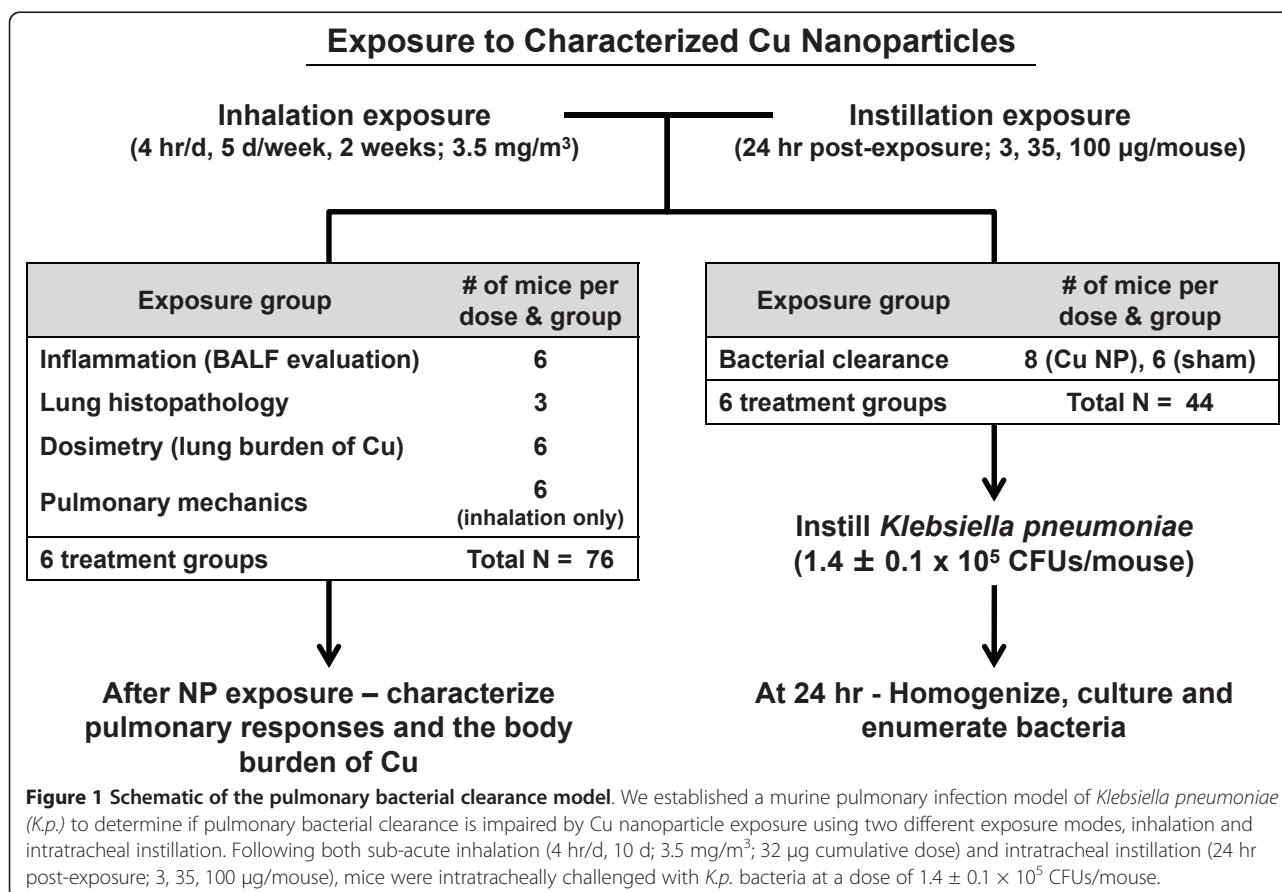 Exposure to Characterized Cu Nanoparticles
Inhalation exposure
(4 hr/d, 5 d/week, 2 weeks; 3.5 mg/m³)
Instillation exposure
(24 hr post-exposure; 3, 35, 100 µg/mouse)
Exposure group
# of mice per
dose & group
Inflammation (BALF evaluation) 6
Lung histopathology 3
Dosimetry (lung burden of Cu) 6
Pulmonary mechanics 6
(inhalation only)
6 treatment groups Total N = 76
After NP exposure – characterize
pulmonary responses and the body
burden of Cu
Exposure group
# of mice per
dose & group
Bacterial clearance 8 (Cu NP), 6 (sham)
6 treatment groups Total N = 44
Instill Klebsiella pneumoniae
(1.4 ± 0.1 x 10⁵ CFUs/mouse)
At 24 hr - Homogenize, culture and
enumerate bacteria
Figure 1 Schematic of the pulmonary bacterial clearance model. We established a murine pulmonary infection model of Klebsiella pneumoniae
(K.p.) to determine if pulmonary bacterial clearance is impaired by Cu nanoparticle exposure using two different exposure modes, inhalation and
intratracheal instillation. Following both sub-acute inhalation (4 hr/d, 10 d; 3.5 mg/m³; 32 µg cumulative dose) and intratracheal instillation (24 hr
post-exposure; 3, 35, 100 µg/mouse), mice were intratracheally challenged with K.p. bacteria at a dose of 1.4 ± 0.1 × 10⁵ CFUs/mouse.